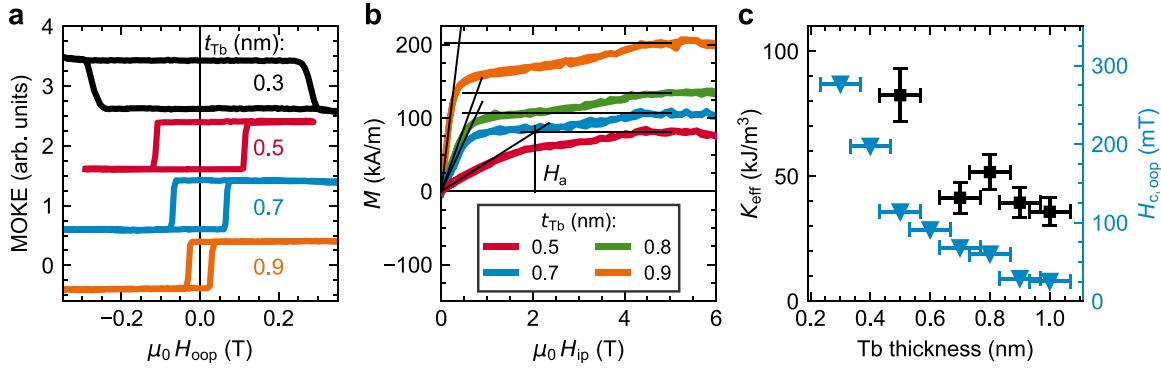 a
t_Tb (nm):
0.3
0.5
0.7
0.9
MOKE (arb. units)
4
3
2
1
0
−0.2
0.0
0.2
μ₀ H_oop (T)
b
200
100
0
−100
M (kA/m)
H_a
t_Tb (nm):
0.5 0.8
0.7 0.9
0 2 4 6
μ₀ H_ip (T)
c
100
50
0
K_eff (kJ/m³)
300
200
100
0
H_c, oop (mT)
0.2 0.4 0.6 0.8 1.0
Tb thickness (nm)